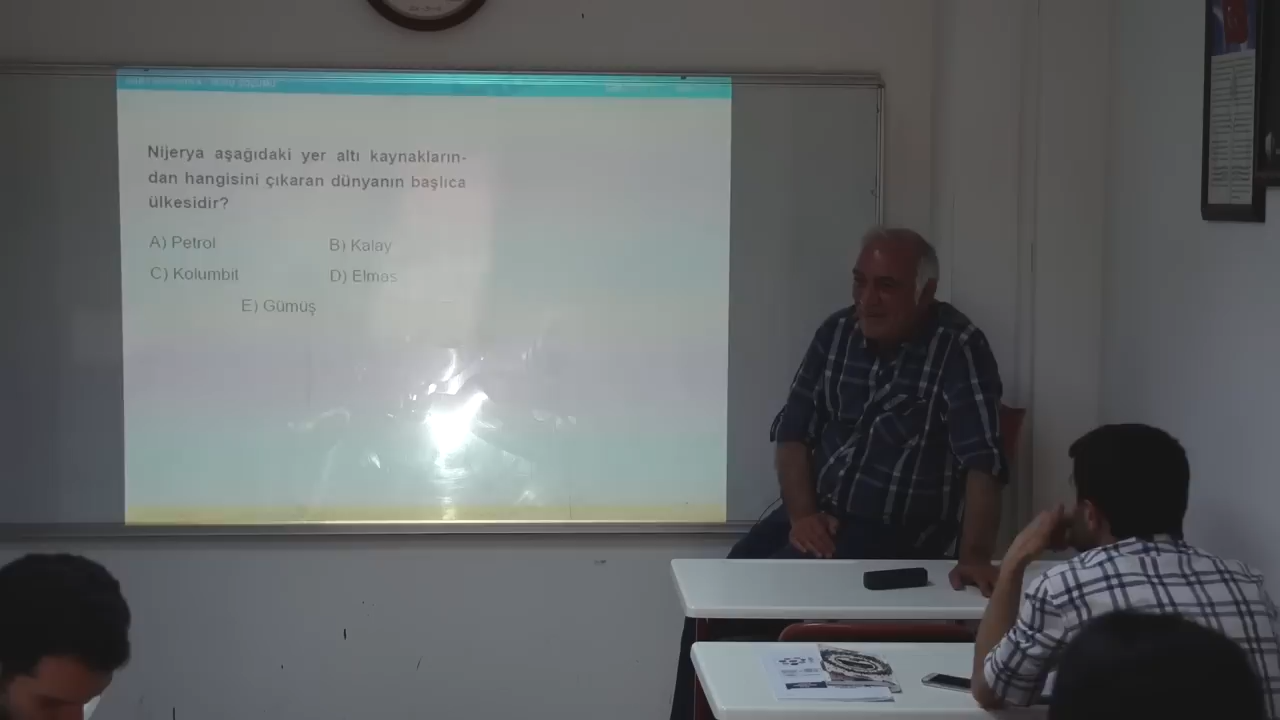 Nijerya aşağıdaki yer altı kaynakların-
dan hangisini çıkaran dünyanın başlıca
ülkesidir?
A) Petrol B) Kalay
C) Kolumbit D) Elmas
E) Gümüş